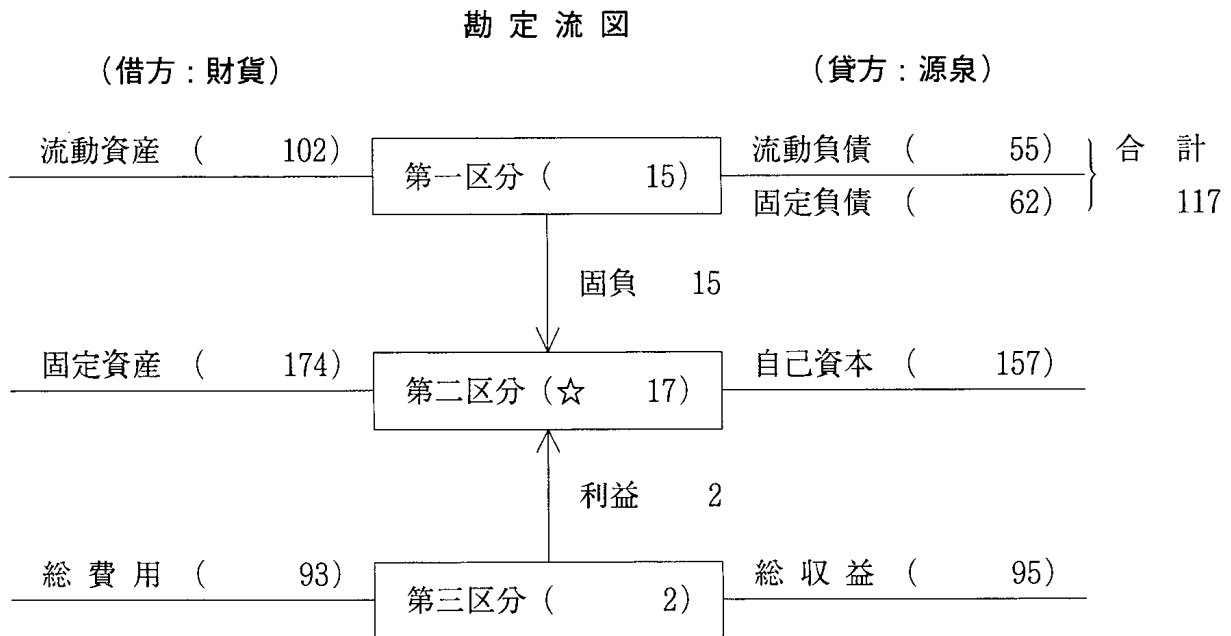 勘定流図
(借方：財貨) (貸方：源泉)
流動資産 ( 102) 第一区分 ( 15) 流動負債 ( 55) 合計
固定負債 ( 62) 117
固負 15
固定資産 ( 174) 第二区分 (☆ 17) 自己資本 ( 157)
利益 2
総費用 ( 93) 第三区分 ( 2) 総収益 ( 95)